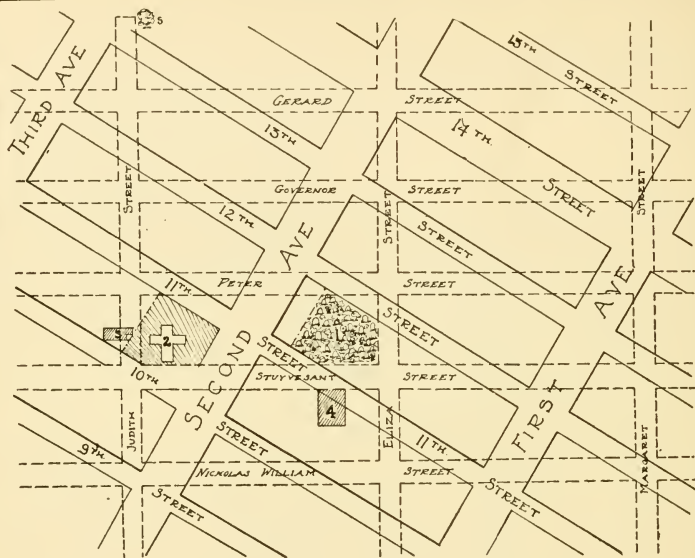 5
15TH STREET
THIRD AVE
GERARD STREET
13TH
14TH. STREET
STREET
GOVERNOR STREET
STREET
STREET
12TH STREET
AVE
11TH
PETER STREET
AVE
3
2
1
STREET
SECOND
STREET
10TH
STUYVESANT STREET
4
FIRST
JUDITH
ELIZA
11TH.
9TH
STREET
NICHOLAS WILLIAM STREET
MARGARET
STREET
STREET